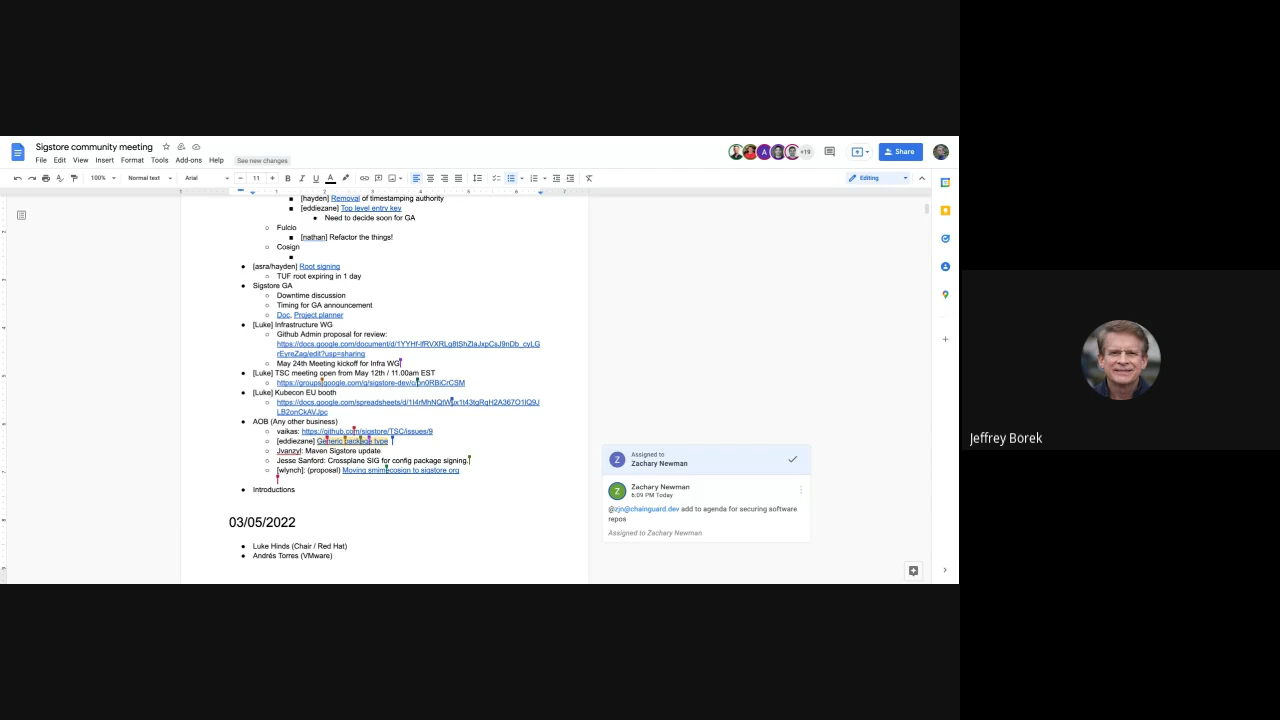 Sigstore community meeting
File Edit View Insert Format Tools Add-ons Help See new changes
+19
Share
100% Normal text Arial 11 Editing
[hayden] Removal of timestamping authority
[eddiezane] Top level entry key
Need to decide soon for GA
Fulcio
[nathan] Refactor the things!
Cosign
[asra/hayden] Root signing
TUF root expiring in 1 day
Sigstore GA
Downtime discussion
Timing for GA announcement
Doc, Project planner
[Luke] Infrastructure WG
Github Admin proposal for review:
May 24th Meeting kickoff for Infra WG
[Luke] TSC meeting open from May 12th / 11.00am EST
[Luke] Kubecon EU booth
AOB (Any other business)
vaikas: https://github.com/sigstore/TSC/issues/9
[eddiezane] Generic package type
Jvanzyl: Maven Sigstore update
Jesse Sanford: Crossplane SIG for config package signing.
[wlynch]: (proposal) Moving smimecosign to sigstore org
Introductions
03/05/2022
Luke Hinds (Chair / Red Hat)
Andrés Torres (VMware)
Z
Assigned to
Zachary Newman
Z
Zachary Newman
6:09 PM Today
@zjn@chainguard.dev add to agenda for securing software
repos
Assigned to Zachary Newman
Jeffrey Borek